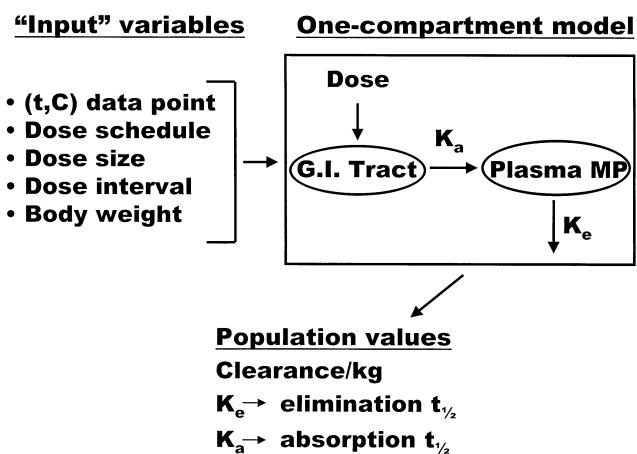 “Input” variables
• (t,C) data point
• Dose schedule
• Dose size
• Dose interval
• Body weight
One-compartment model
Dose
G.I. Tract
Ka
Plasma MP
Ke
Population values
Clearance/kg
Ke→ elimination t½
Ka→ absorption t½